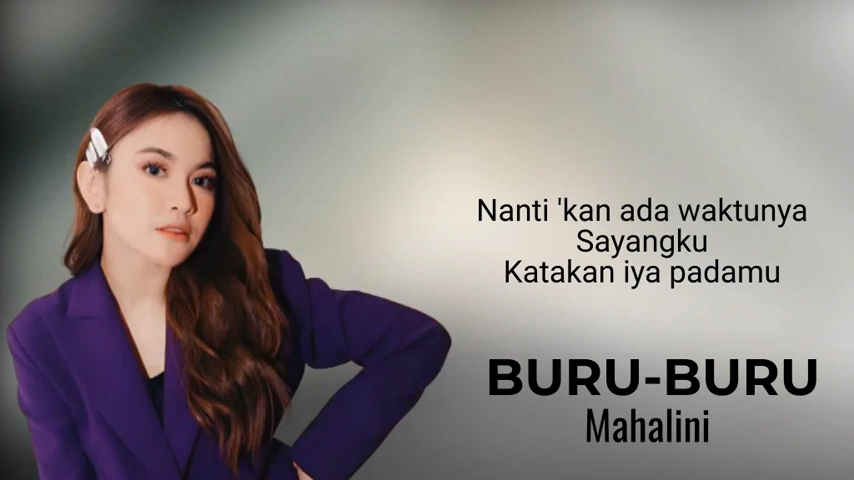 Nanti 'kan ada waktunya
Sayangku
Katakan iya padamu
BURU-BURU
Mahalini